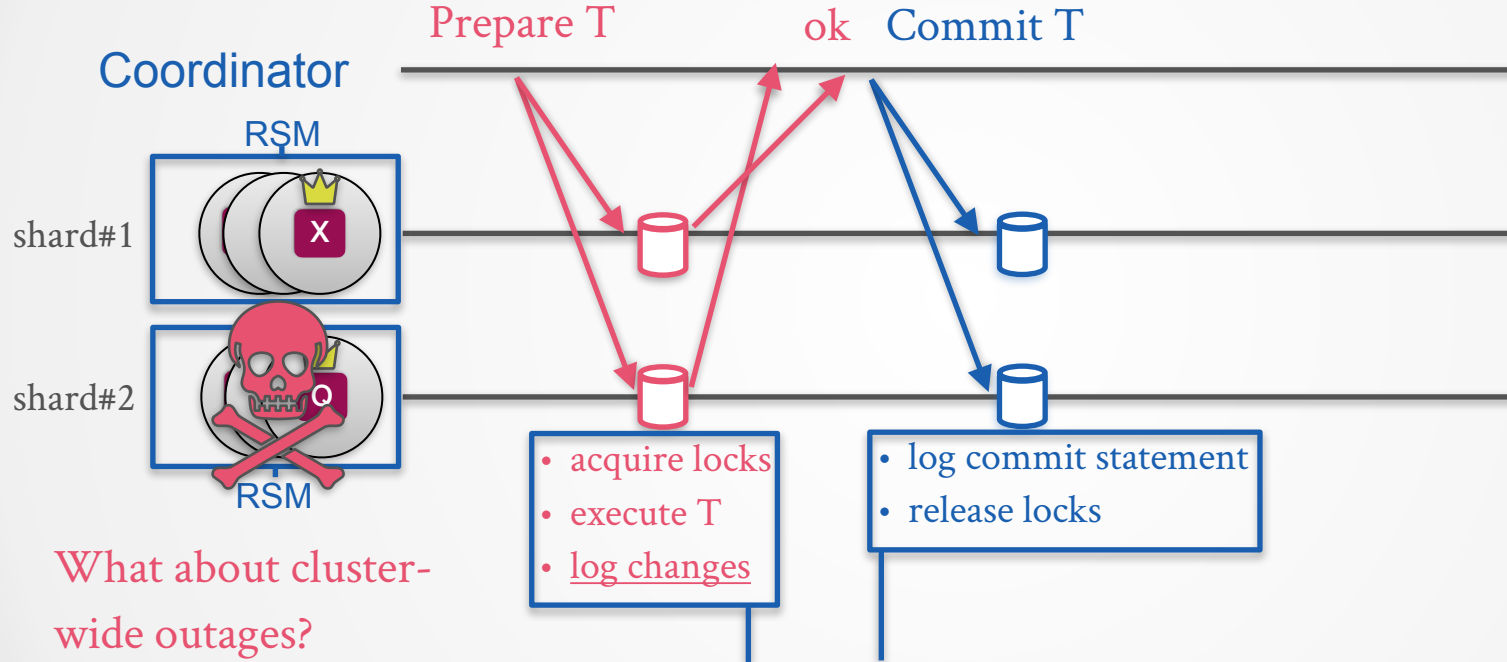 Prepare T
ok
Commit T
Coordinator
RSM
X
shard#1
Q
shard#2
RSM
• acquire locks
• execute T
• log changes
• log commit statement
• release locks
What about cluster-
wide outages?